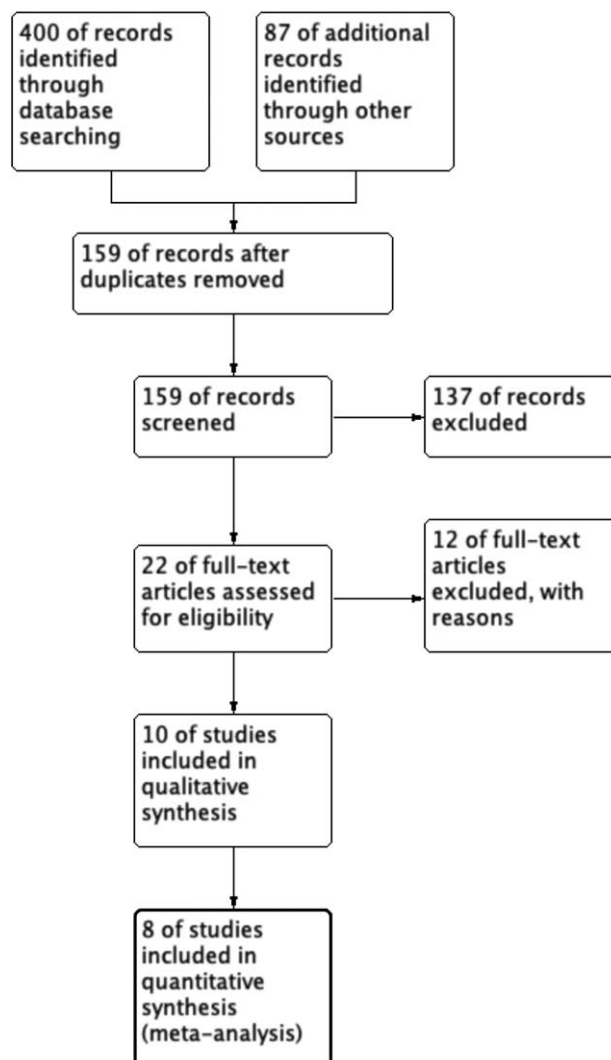 400 of records
identified
through
database
searching
87 of additional
records
identified
through other
sources
159 of records after
duplicates removed
159 of records
screened
137 of records
excluded
22 of full-text
articles assessed
for eligibility
12 of full-text
articles
excluded, with
reasons
10 of studies
included in
qualitative
synthesis
8 of studies
included in
quantitative
synthesis
(meta-analysis)